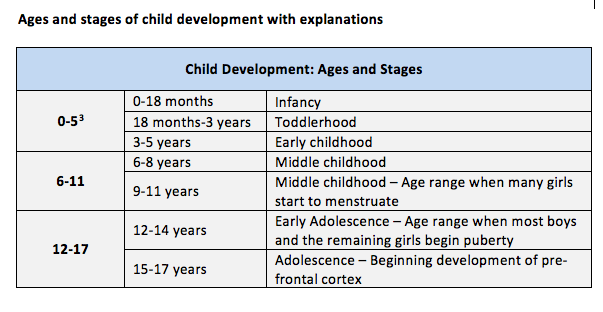 Ages and stages of child development with explanations
Child Development: Ages and Stages
0-5³
0-18 months
Infancy
18 months-3 years
Toddlerhood
3-5 years
Early childhood
6-11
6-8 years
Middle childhood
9-11 years
Middle childhood – Age range when many girls
start to menstruate
12-17
12-14 years
Early Adolescence – Age range when most boys
and the remaining girls begin puberty
15-17 years
Adolescence – Beginning development of pre-
frontal cortex